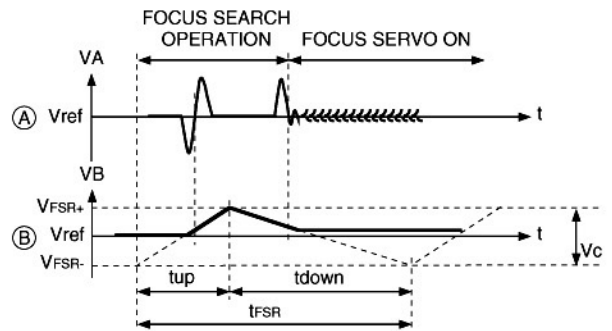 FOCUS SEARCH
OPERATION
FOCUS SERVO ON
VA
A
Vref
t
VB
VFSR+
B
Vref
t
VFSR-
Vc
tup
tdown
tFSR